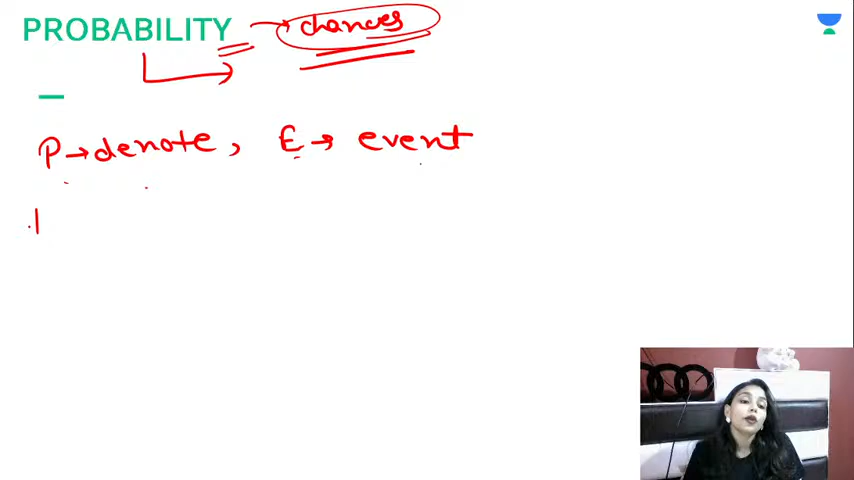 PROBABILITY → chances
P → denote, E → event